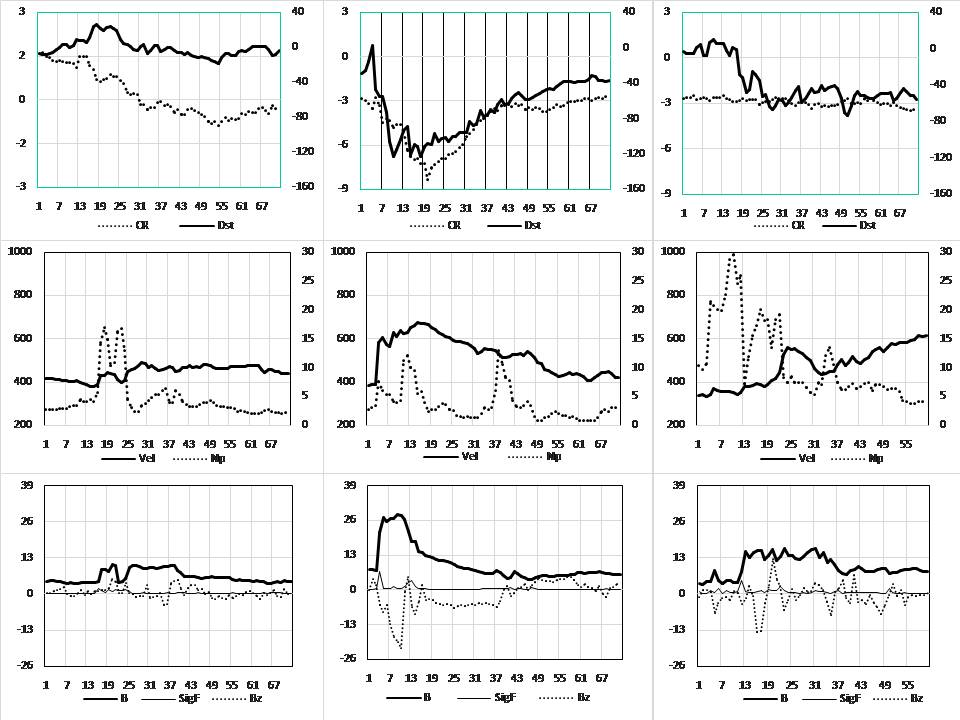 3 40 3 40 3 40
2 0 0 0 0 0
0 -40 -3 -40 -3 -40
-2 -80 -6 -80 -6 -80
-120 -120 -120
-3 -160 -9 -160 -9 -160
1 7 13 19 25 31 37 43 49 55 61 67 1 7 13 19 25 31 37 43 49 55 61 67 1 7 13 19 25 31 37 43 49 55 61 67
CR Dst CR Dst CR Dst
1000 30 1000 30 1000 30
25 25 25
800 20 800 20 800 20
600 15 600 15 600 15
400 10 400 10 400 10
5 5 5
200 0 200 0 200 0
1 7 13 19 25 31 37 43 49 55 61 67 1 7 13 19 25 31 37 43 49 55 61 67 1 7 13 19 25 31 37 43 49 55
Vel Np Vel Np Vel Np
39 39 39
26 26 26
13 13 13
0 0 0
-13 -13 -13
-26 -26 -26
1 7 13 19 25 31 37 43 49 55 61 67 1 7 13 19 25 31 37 43 49 55 61 67 1 7 13 19 25 31 37 43 49 55
B SigF Bz B SigF Bz B SigF Bz